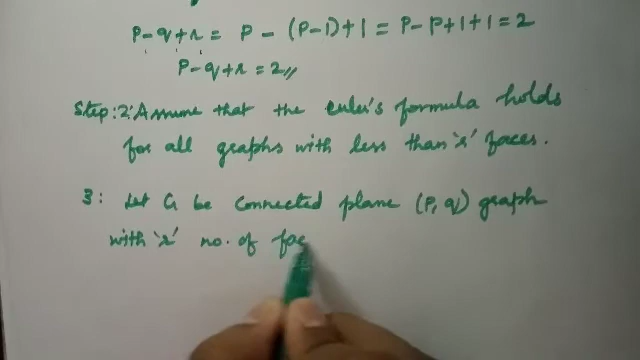 P-q+r = P - (P-1)+1 = P-P+1+1 = 2
P-q+r = 2//
Step:2: Assume that the Euler's formula holds
for all graphs with less than 'r' faces.
3: Let G be connected plane (P, q) graph
with 'r' no. of fac